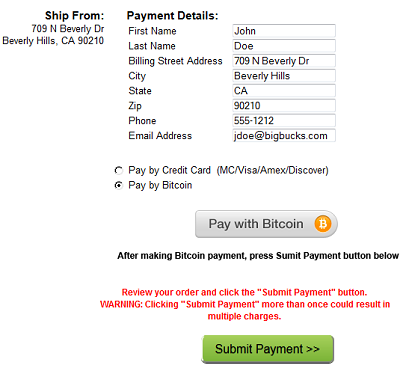 Ship From:
709 N Beverly Dr
Beverly Hills, CA 90210
Payment Details:
First Name John
Last Name Doe
Billing Street Address 709 N Beverly Dr
City Beverly Hills
State CA
Zip 90210
Phone 555-1212
Email Address jdoe@bigbucks.com
Pay by Credit Card (MC/Visa/Amex/Discover)
Pay by Bitcoin
Pay with Bitcoin
After making Bitcoin payment, press Sumit Payment button below
Review your order and click the "Submit Payment" button.
WARNING: Clicking "Submit Payment" more than once could result in
multiple charges.
Submit Payment >>